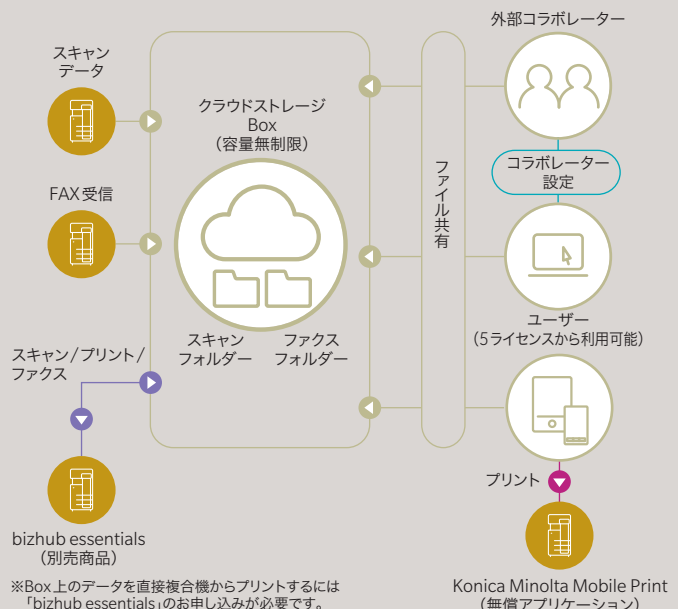 スキャン
データ
FAX受信
スキャン/プリント/
ファクス
bizhub essentials
（別売商品）
クラウドストレージ
Box
（容量無制限）
スキャン
フォルダー
ファクス
フォルダー
ファイル共有
外部コラボレーター
コラボレーター
設定
ユーザー
（5ライセンスから利用可能）
プリント
Konica Minolta Mobile Print
（無償アプリケーション）
※Box上のデータを直接複合機からプリントするには
「bizhub essentials」のお申し込みが必要です。